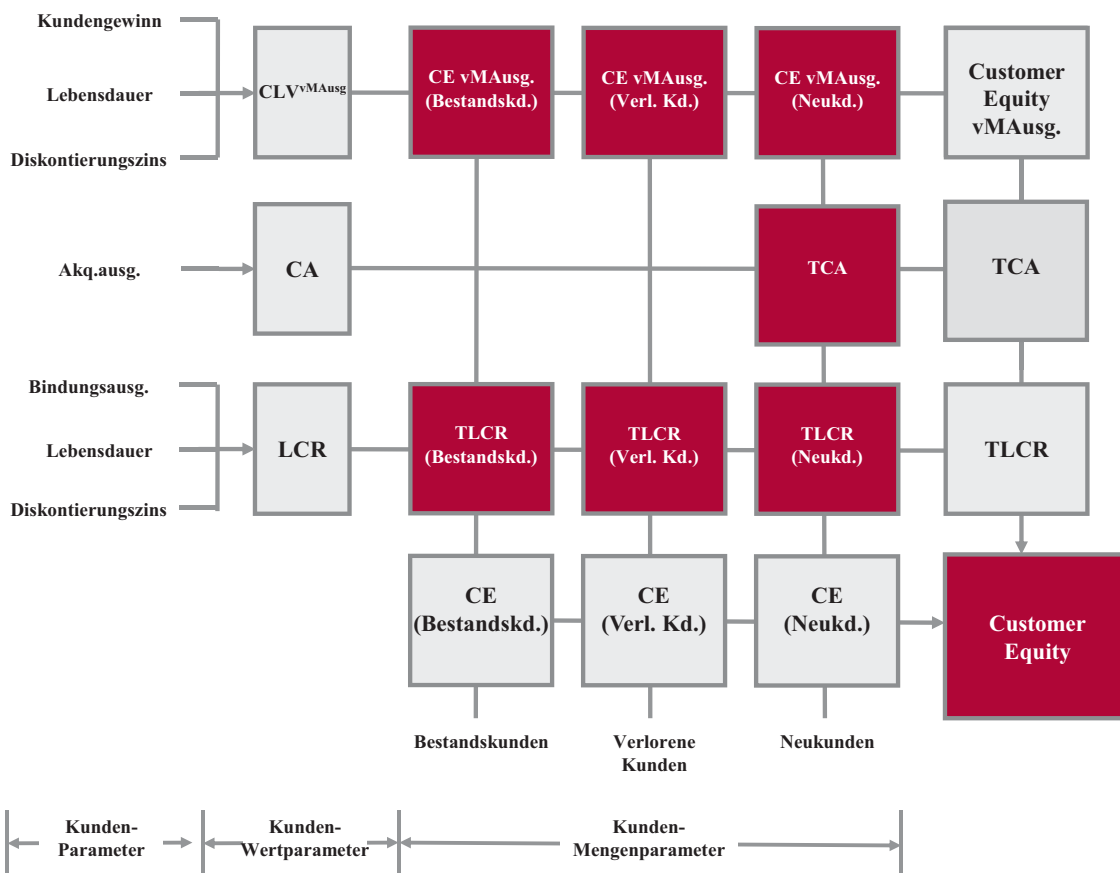 Kundengewinn
Lebensdauer
Diskontierungszins
CLVvMAusg
CE vMAusg.
(Bestandskd.)
CE vMAusg.
(Verl. Kd.)
CE vMAusg.
(Neukd.)
Customer
Equity
vMAusg.
Akq.ausg.
CA
TCA
TCA
Bindungsausg.
Lebensdauer
Diskontierungszins
LCR
TLCR
(Bestandskd.)
TLCR
(Verl. Kd.)
TLCR
(Neukd.)
TLCR
CE
(Bestandskd.)
CE
(Verl. Kd.)
CE
(Neukd.)
Customer
Equity
Bestandskunden
Verlorene
Kunden
Neukunden
Kunden-
Parameter
Kunden-
Wertparameter
Kunden-
Mengenparameter